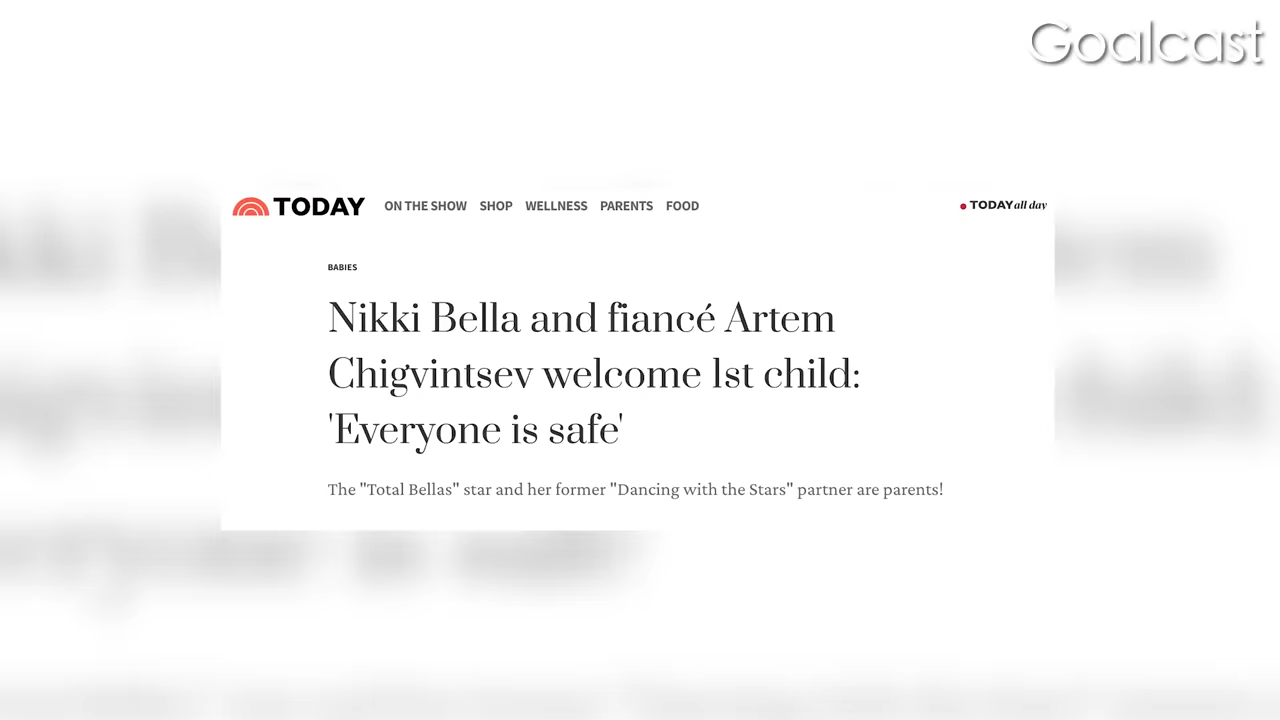 Goalcast
TODAY ON THE SHOW SHOP WELLNESS PARENTS FOOD TODAY all day
BABIES
Nikki Bella and fiancé Artem
Chigvintsev welcome 1st child:
'Everyone is safe'
The "Total Bellas" star and her former "Dancing with the Stars" partner are parents!